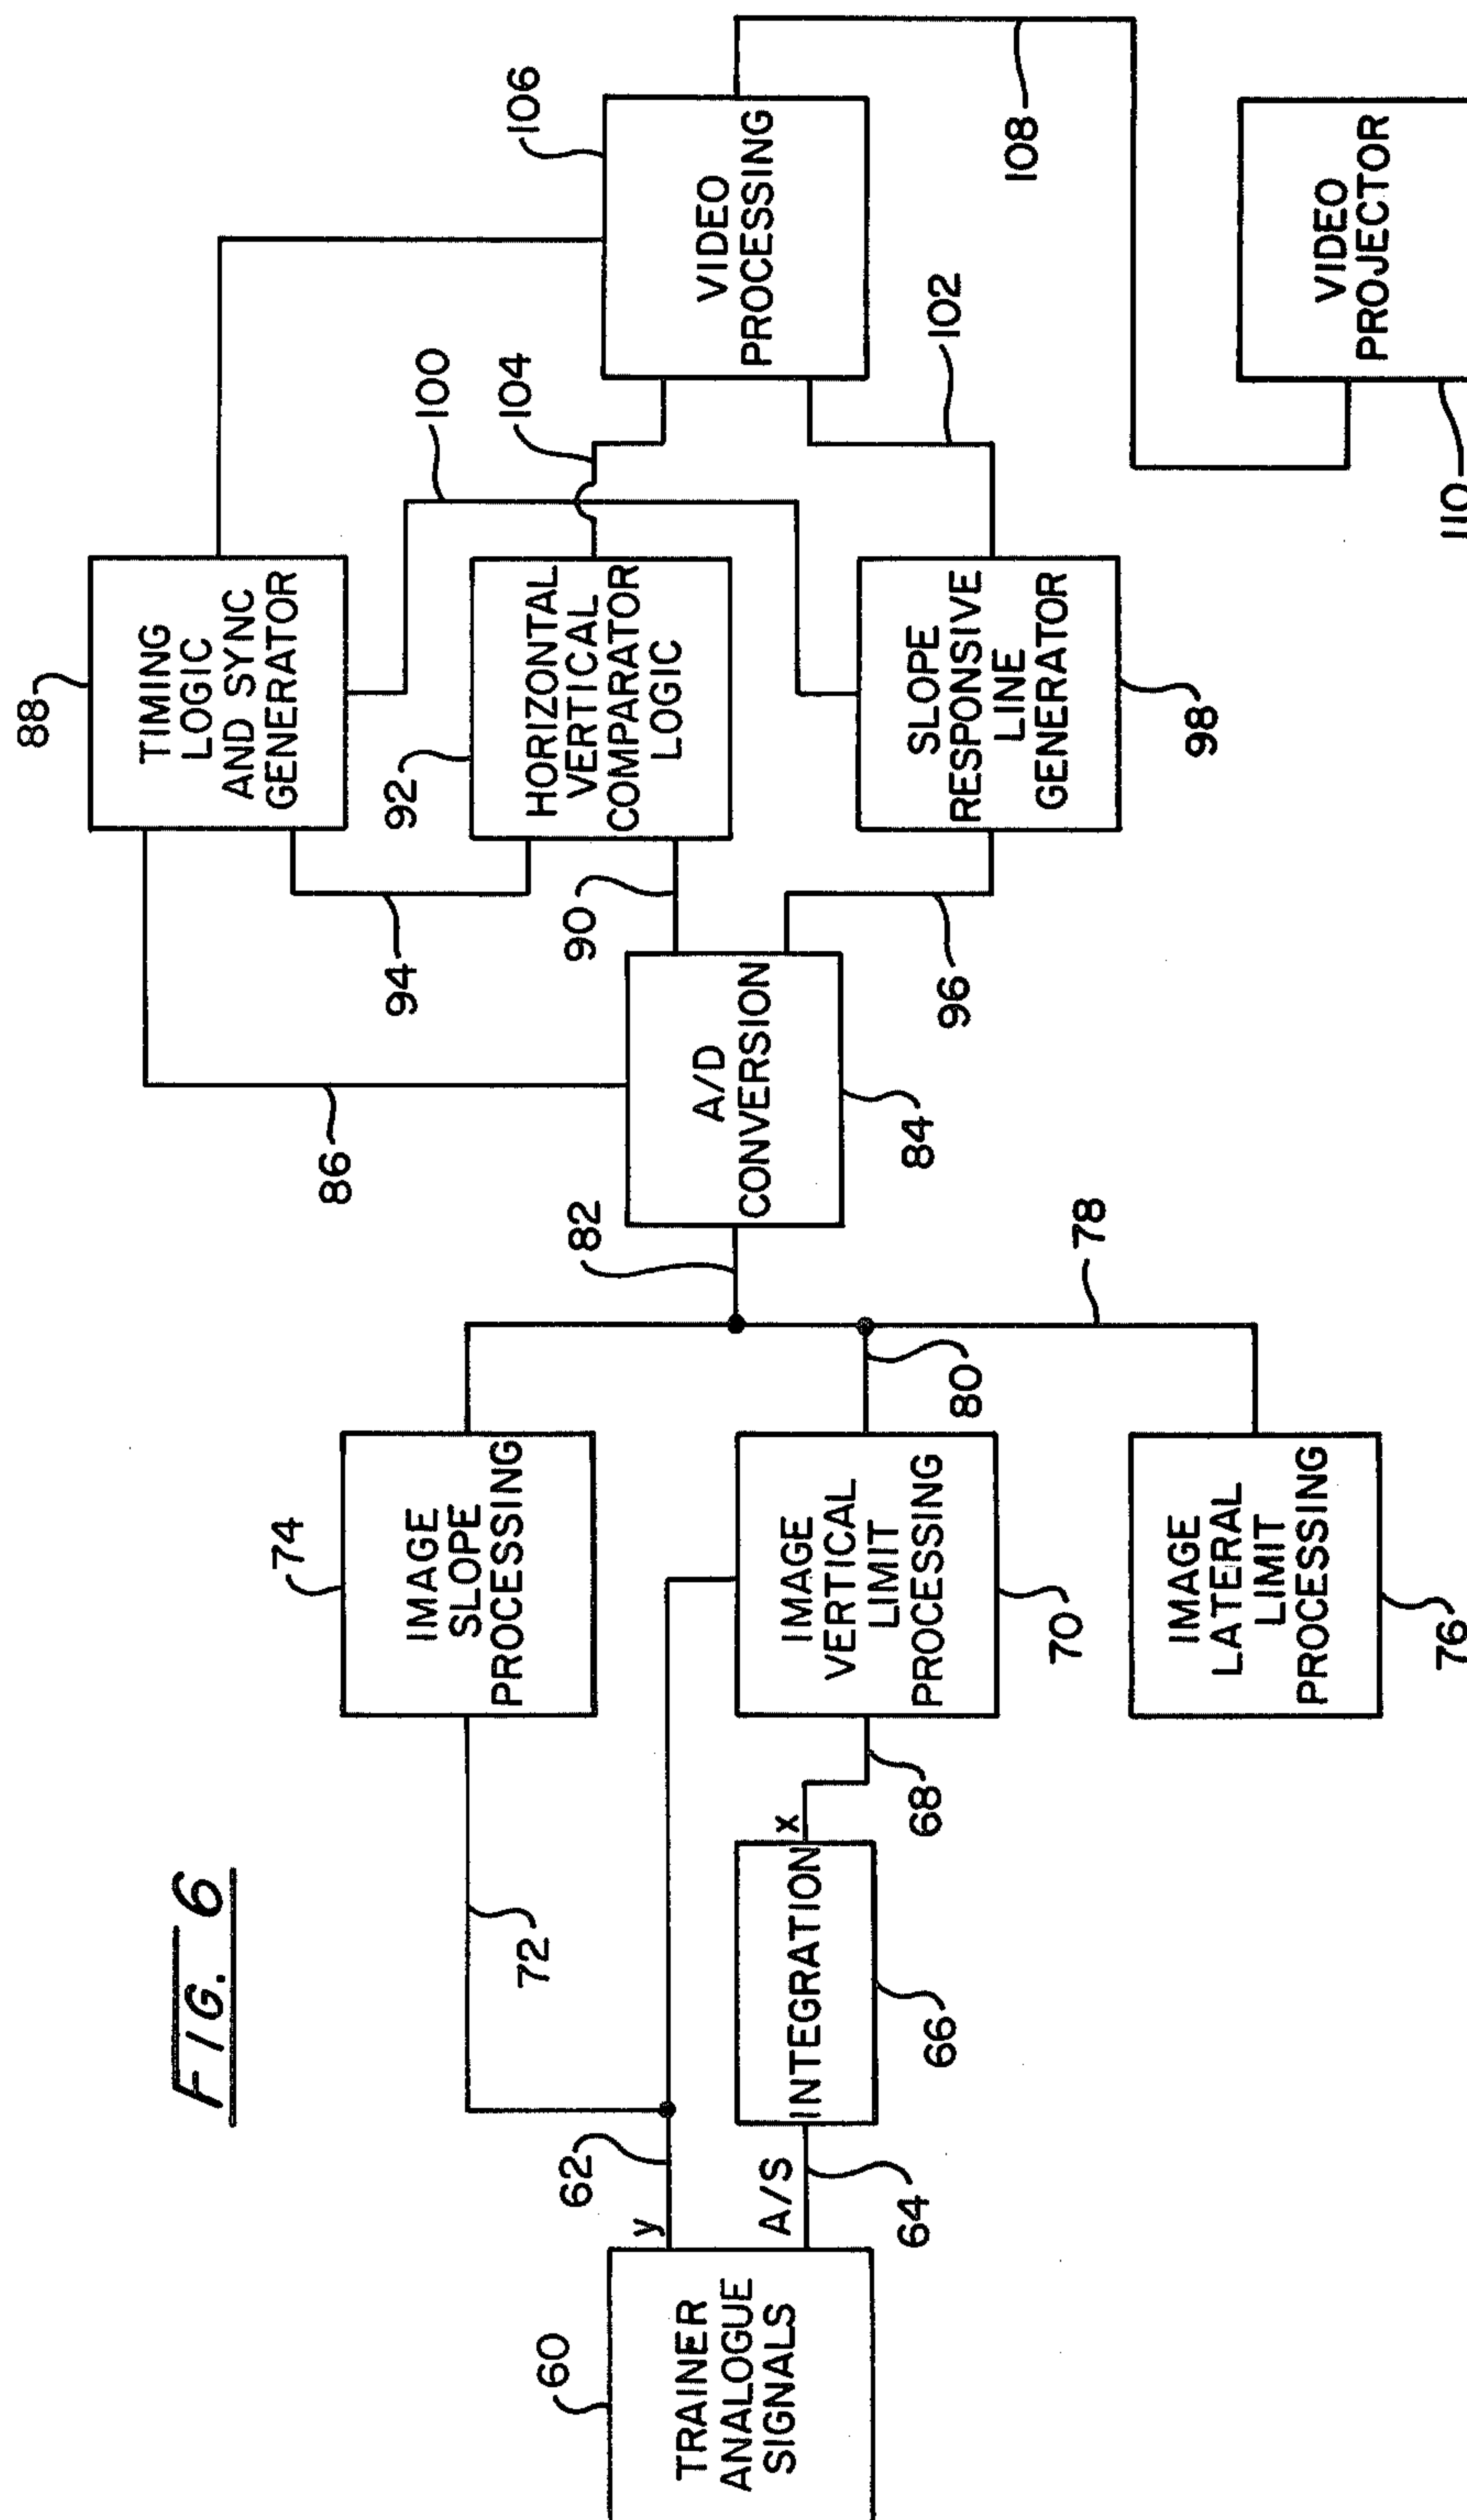 FIG. 6
60
TRAINER
ANALOGUE
SIGNALS
y
62
A/S
64
INTEGRATION
66
x
68
72
74
IMAGE
SLOPE
PROCESSING
IMAGE
VERTICAL
LIMIT
PROCESSING
70
IMAGE
LATERAL
LIMIT
PROCESSING
76
78
80
82
A/D
CONVERSION
84
86
88
TIMING
LOGIC
AND SYNC
GENERATOR
90
92
HORIZONTAL
VERTICAL
COMPARATOR
LOGIC
94
96
SLOPE
RESPONSIVE
LINE
GENERATOR
98
100
102
104
106
VIDEO
PROCESSING
108
VIDEO
PROJECTOR
110